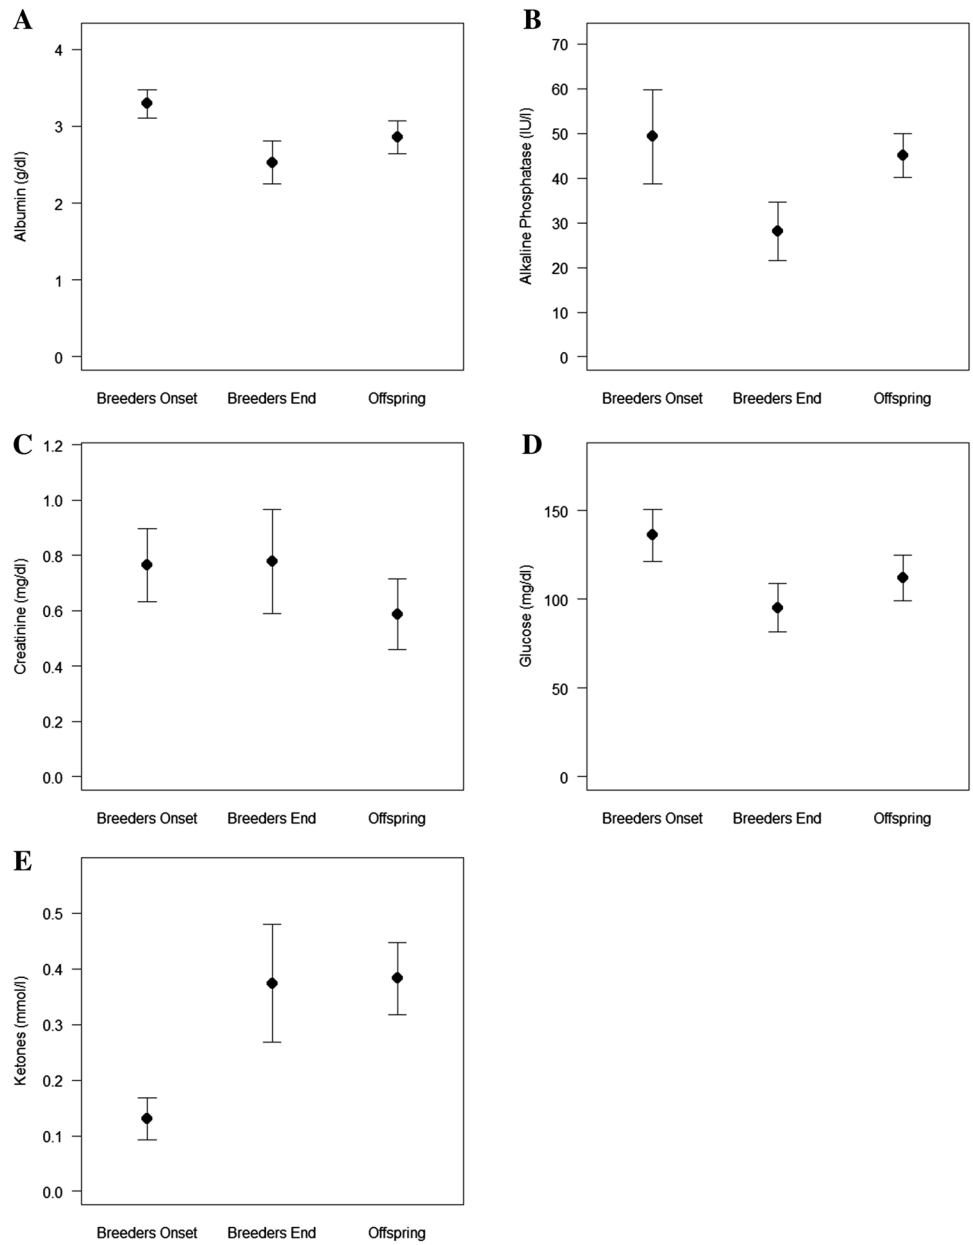 A
Albumin (g/dl)
4
3
2
1
0
Breeders Onset Breeders End Offspring
B
Alkaline Phosphatase (IU/l)
70
60
50
40
30
20
10
0
Breeders Onset Breeders End Offspring
C
Creatinine (mg/dl)
1.2
1.0
0.8
0.6
0.4
0.2
0.0
Breeders Onset Breeders End Offspring
D
Glucose (mg/dl)
150
100
50
0
Breeders Onset Breeders End Offspring
E
Ketones (mmol/l)
0.5
0.4
0.3
0.2
0.1
0.0
Breeders Onset Breeders End Offspring